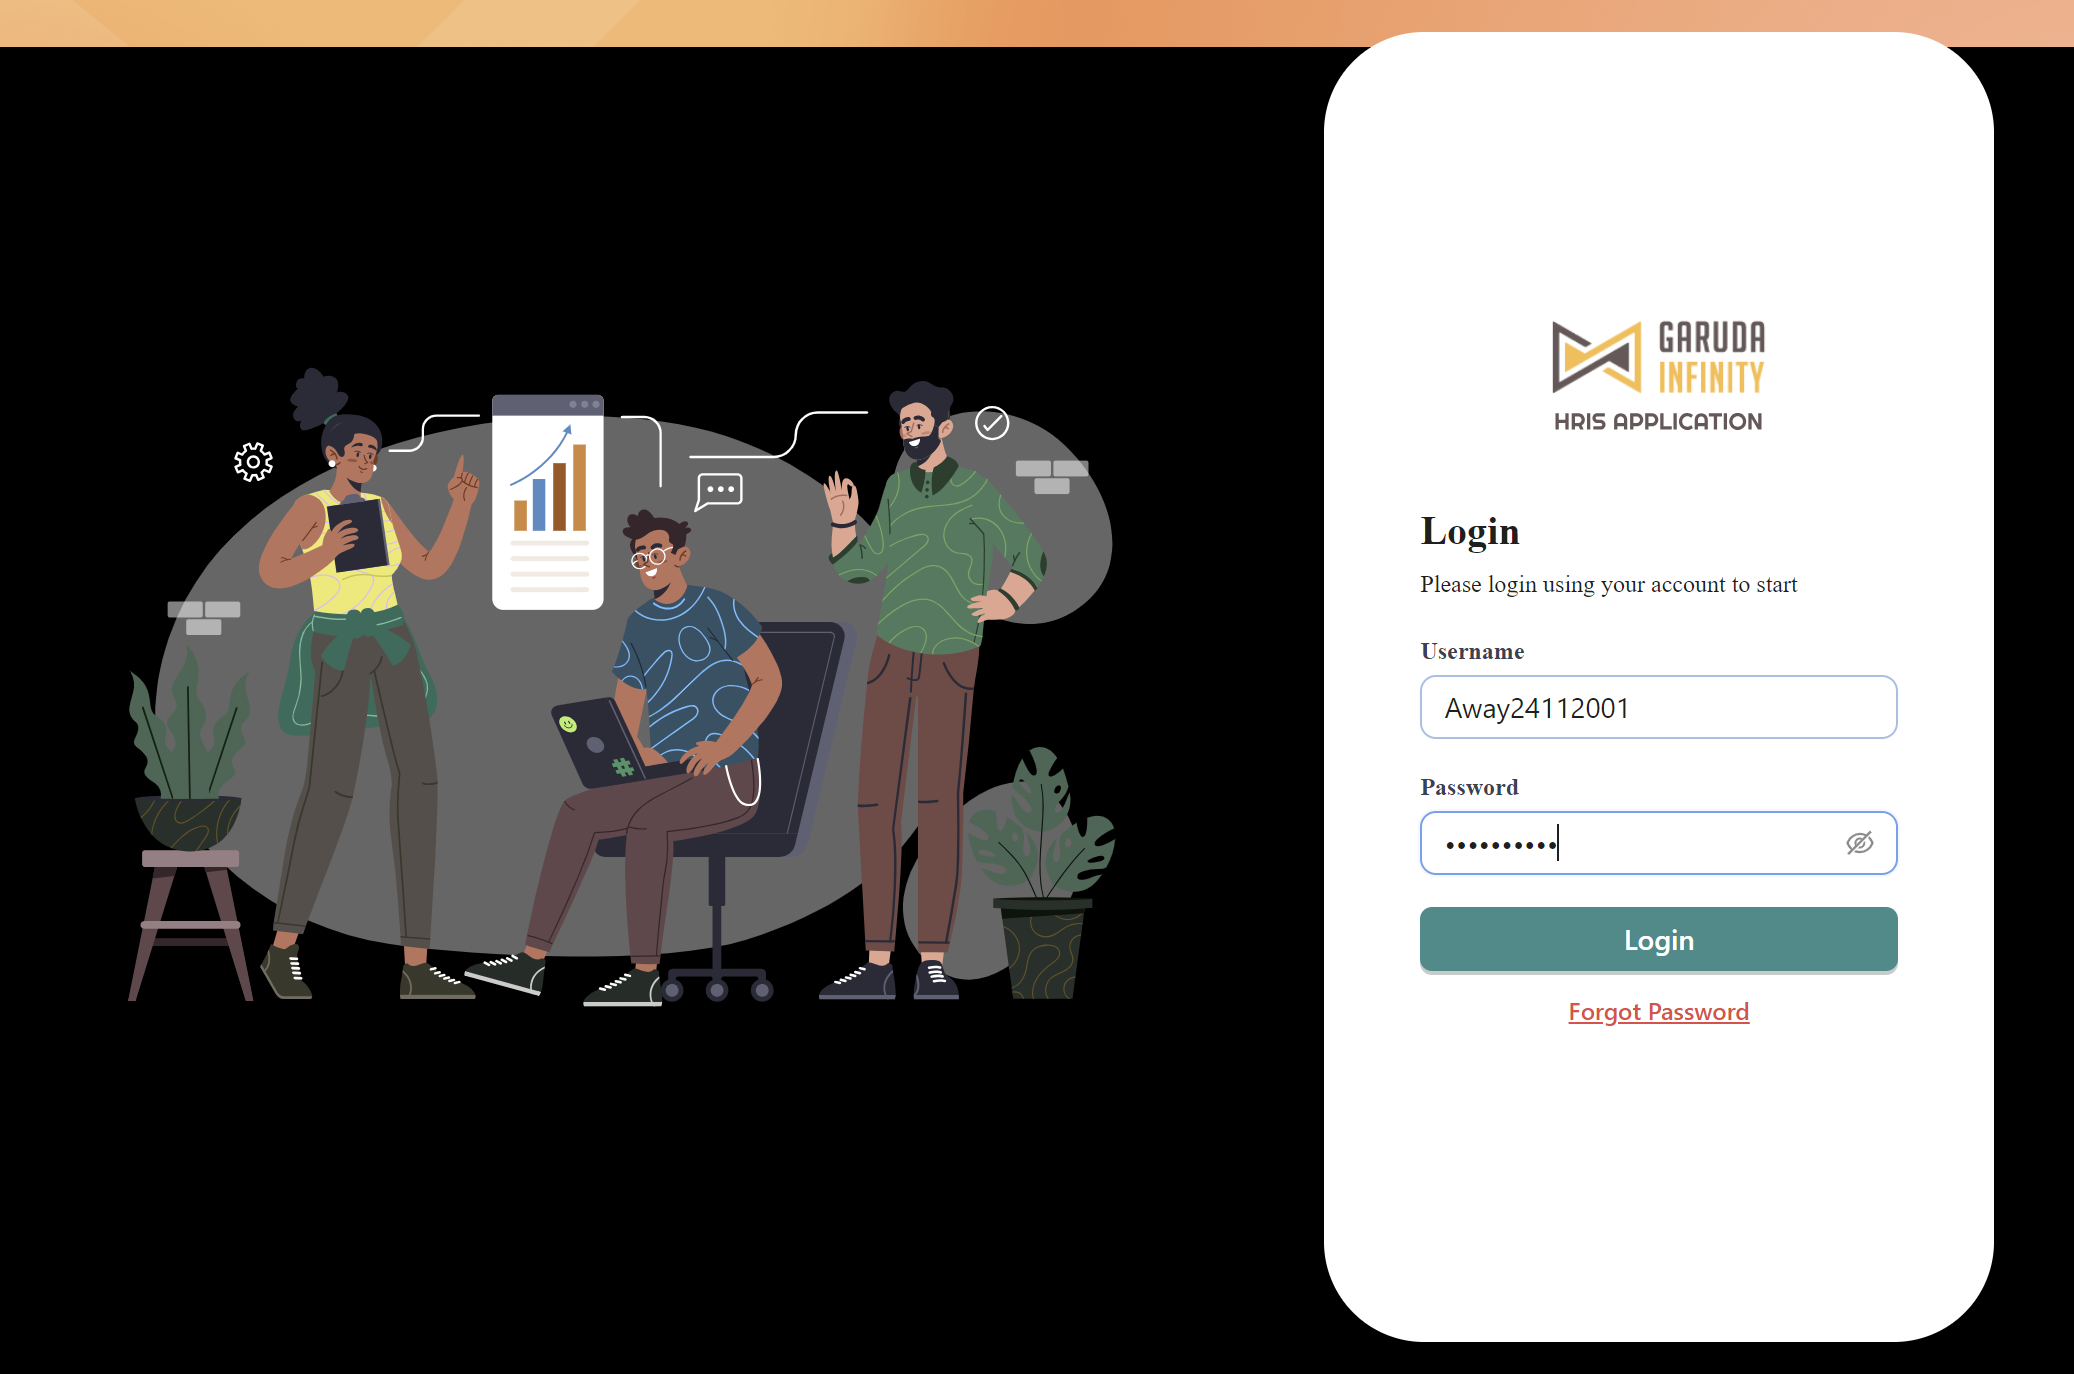 GARUDA
INFINITY
HRIS APPLICATION
Login
Please login using your account to start
Username
Away24112001
Password
••••••••••
Login
Forgot Password